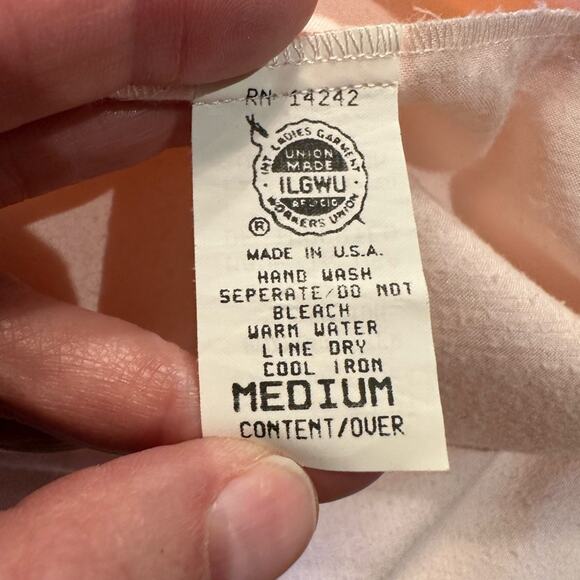 RN 14242
INT LADIES GARMENT
UNION
MADE
ILGWU
AFL CIO
WORKERS UNION
®
MADE IN U.S.A.
HAND WASH
SEPERATE/DO NOT
BLEACH
WARM WATER
LINE DRY
COOL IRON
MEDIUM
CONTENT/OVER